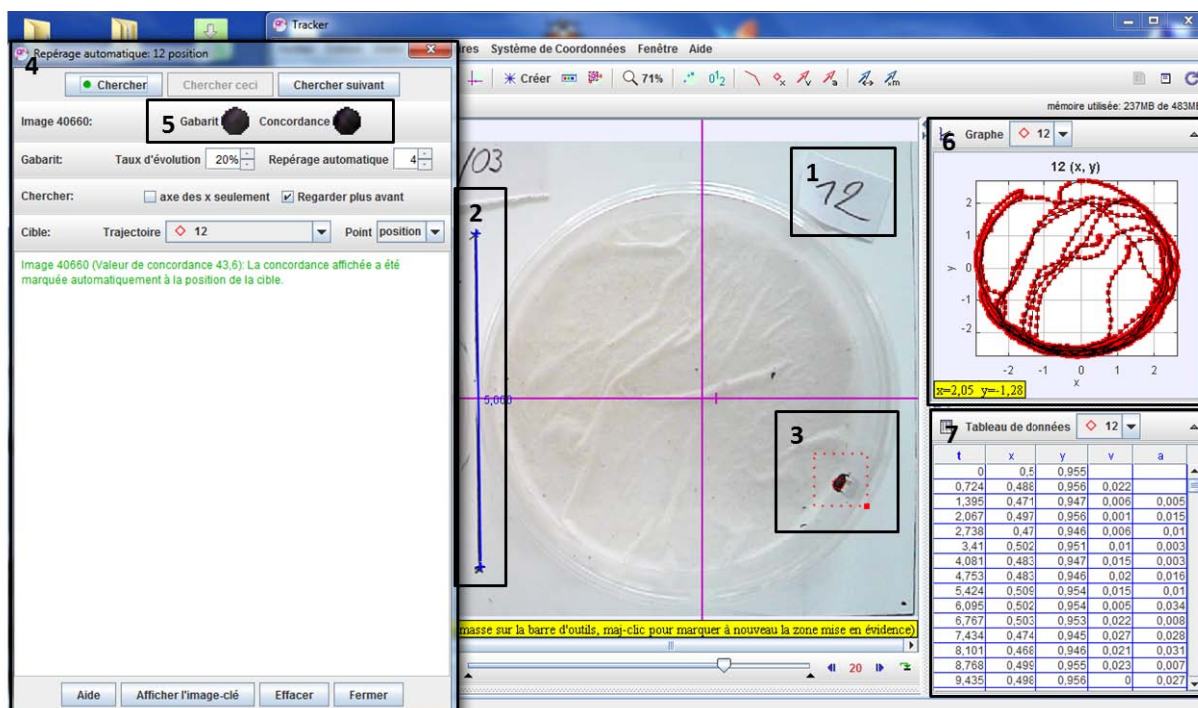 Tracker
Repérage automatique: 12 position
4
Chercher
Chercher ceci
Chercher suivant
Image 40660:
5
Gabarit
Concordance
Gabarit:
Taux d'évolution
20%
Repérage automatique
4
Chercher:
axe des x seulement
Regarder plus avant
Cible:
Trajectoire
12
Point
position
Image 40660 (Valeur de concordance 43,6): La concordance affichée a été
marquée automatiquement à la position de la cible.
Aide
Afficher l'image-clé
Effacer
Fermer
Système de Coordonnées Fenêtre Aide
Créer
71%
mémoire utilisée: 237MB de 483MB
/03
1
12
2
5,000
3
masse sur la barre d'outils, maj-clic pour marquer à nouveau la zone mise en évidence)
20
6
Graphe
12
12 (x, y)
2
1
0
-1
-2
y
-2 -1 0 1 2
x
x=2,05 y=-1,28
7
Tableau de données
12
t x y v a
0 0,5 0,955
0,724 0,488 0,956 0,022
1,395 0,471 0,947 0,006 0,005
2,067 0,497 0,956 0,001 0,015
2,738 0,47 0,946 0,006 0,01
3,41 0,502 0,951 0,01 0,003
4,081 0,483 0,947 0,015 0,003
4,753 0,483 0,946 0,02 0,016
5,424 0,509 0,954 0,015 0,01
6,095 0,502 0,954 0,005 0,034
6,767 0,503 0,953 0,022 0,008
7,434 0,474 0,945 0,027 0,028
8,101 0,468 0,946 0,021 0,031
8,768 0,499 0,955 0,023 0,007
9,435 0,498 0,956 0 0,027